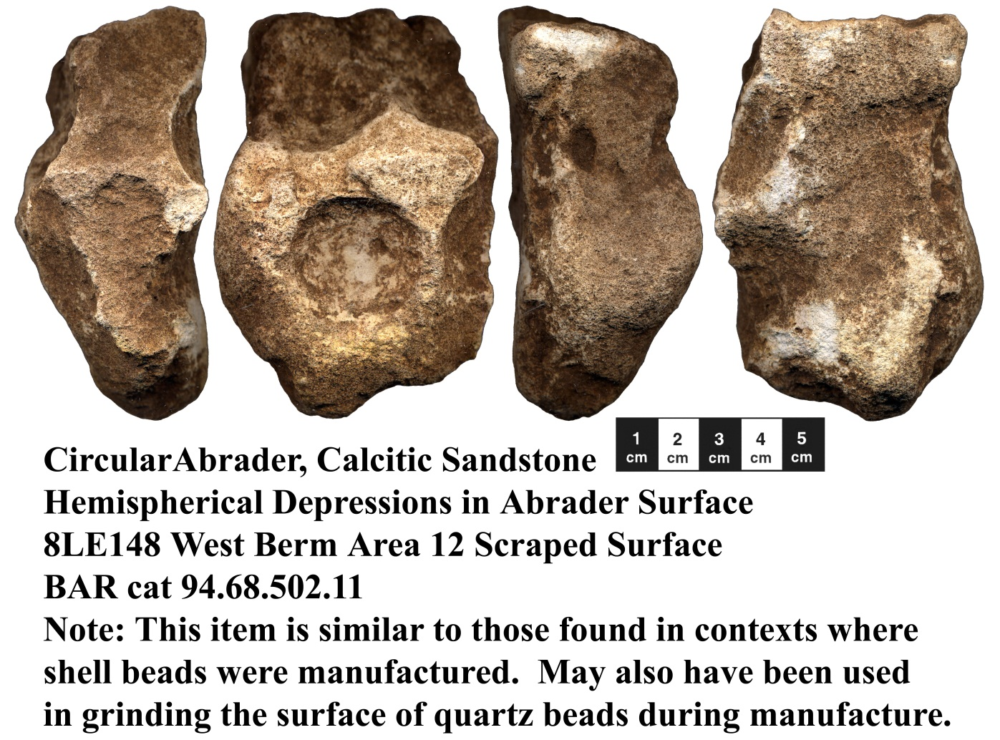 1 2 3 4 5
cm cm cm cm cm
CircularAbrader, Calcitic Sandstone
Hemispherical Depressions in Abrader Surface
8LE148 West Berm Area 12 Scraped Surface
BAR cat 94.68.502.11
Note: This item is similar to those found in contexts where
shell beads were manufactured.  May also have been used
in grinding the surface of quartz beads during manufacture.